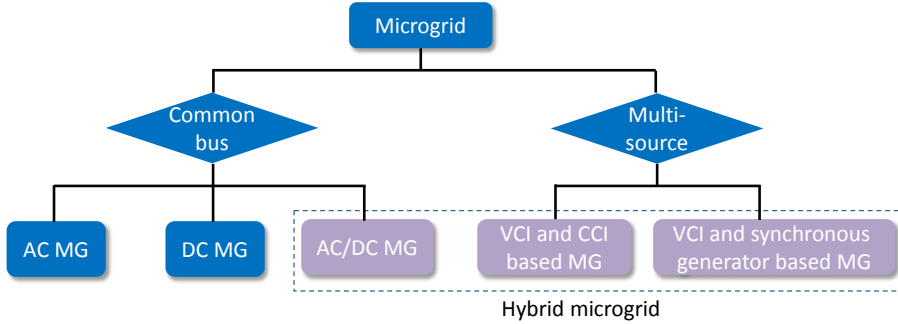 Microgrid
Common
bus
Multi-
source
AC MG
DC MG
AC/DC MG
VCI and CCI
based MG
VCI and synchronous
generator based MG
Hybrid microgrid